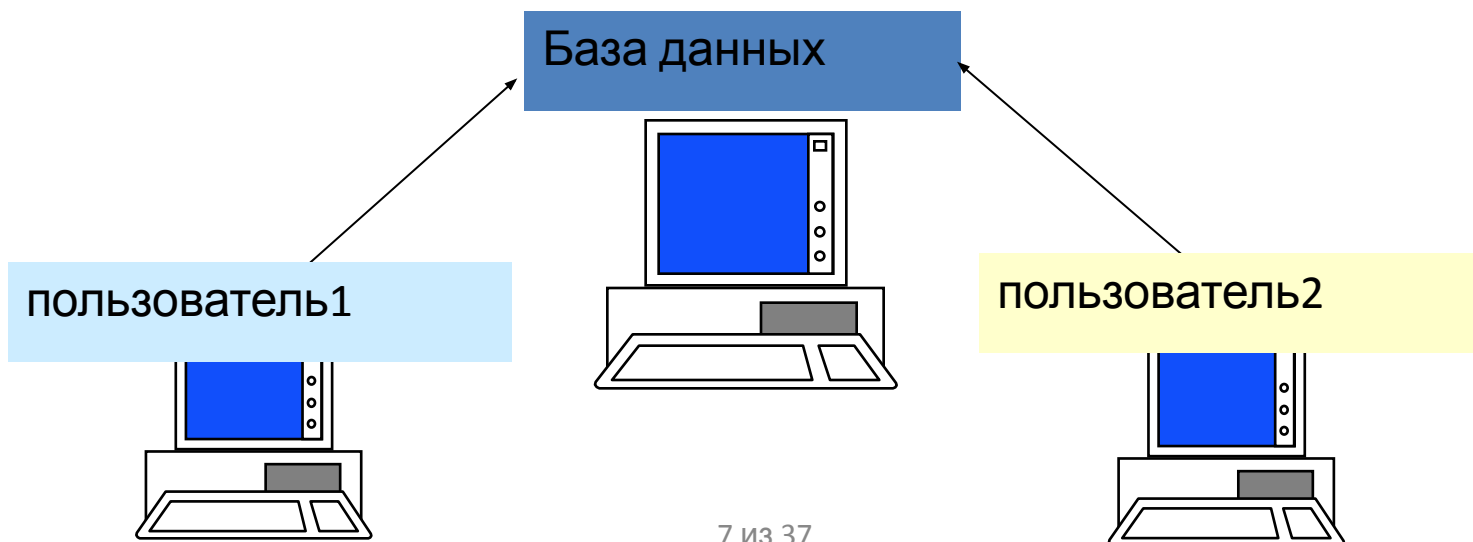 База данных
пользователь1
пользователь2
7 из 37